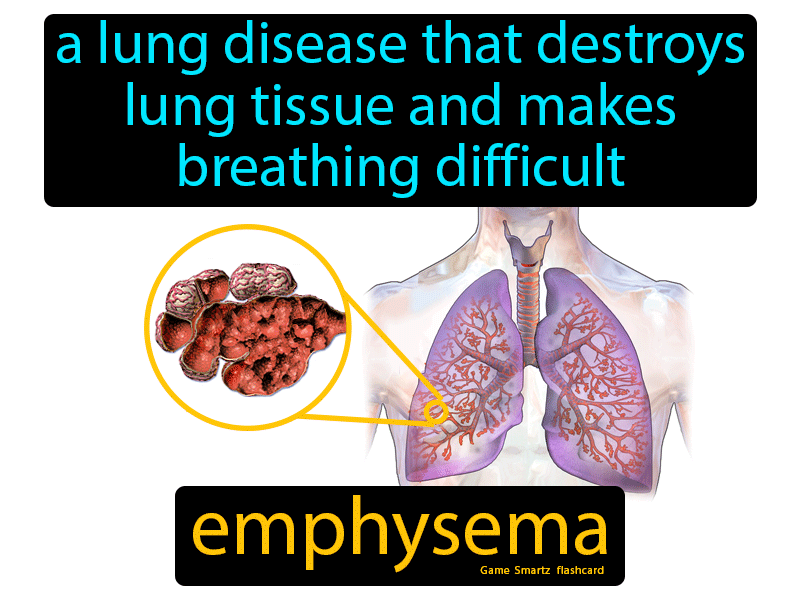 a lung disease that destroys
lung tissue and makes
breathing difficult
emphysema
Game Smartz flashcard